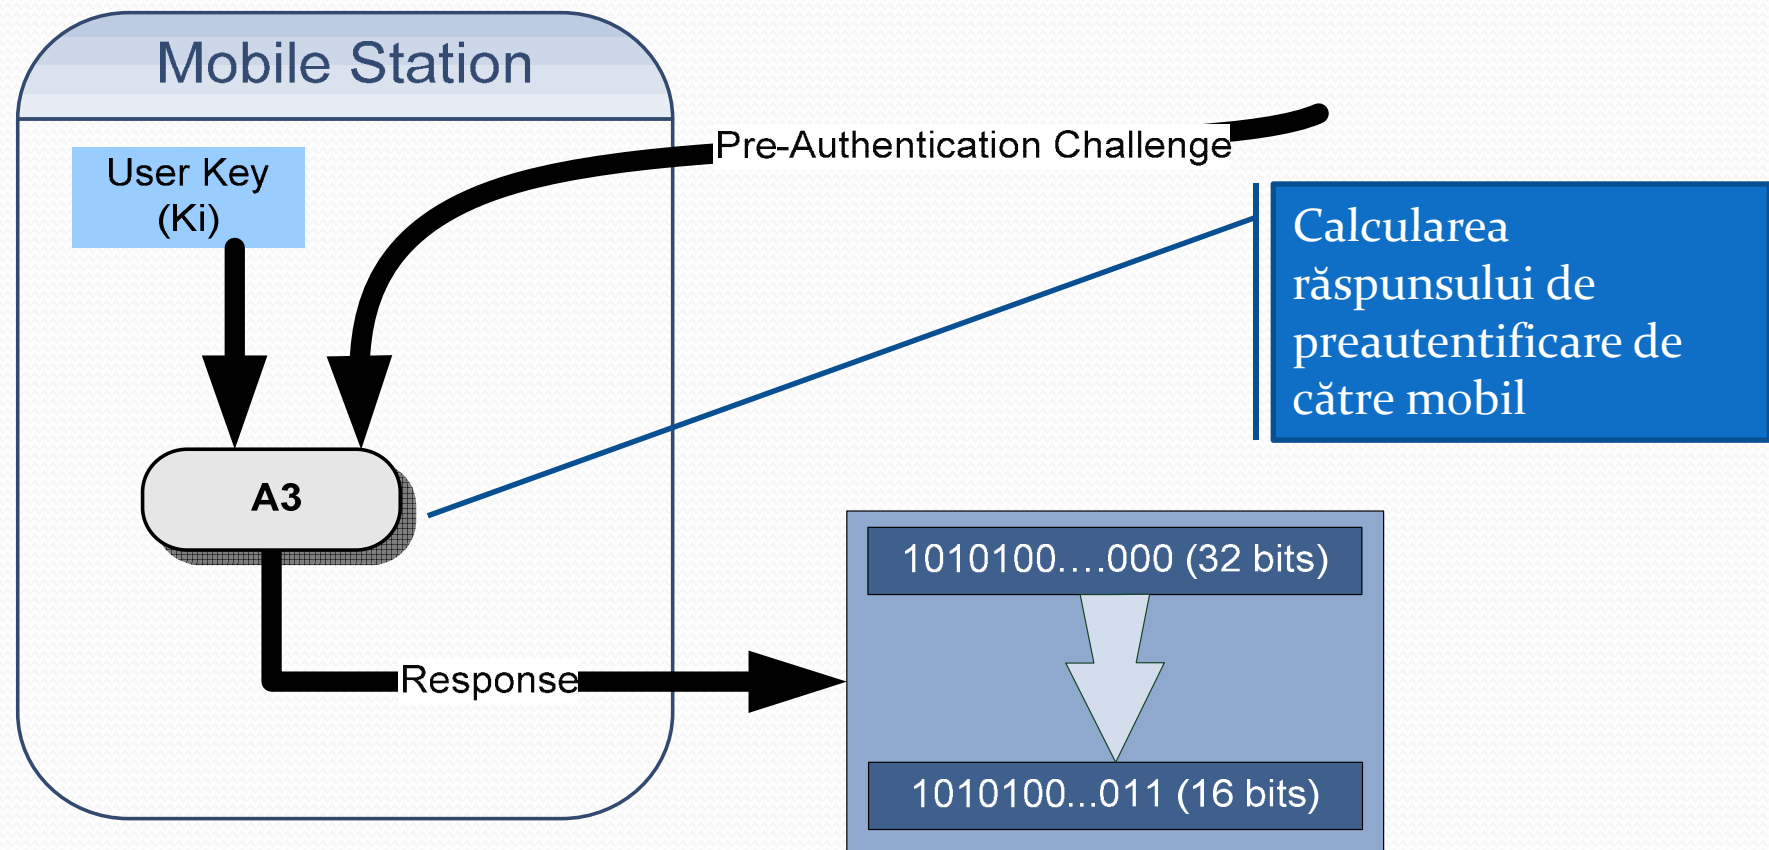 Mobile Station
User Key
(Ki)
Pre-Authentication Challenge
Calcularea
răspunsului de
preautentificare de
către mobil
A3
1010100....000 (32 bits)
Response
1010100...011 (16 bits)